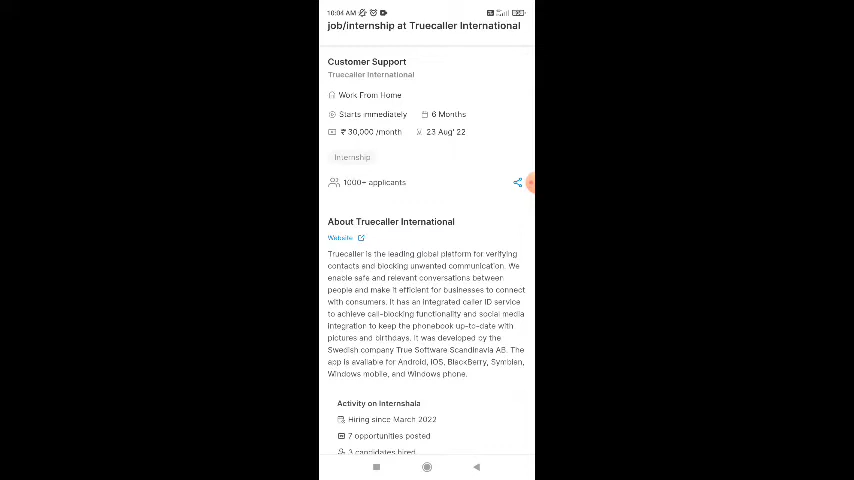 10:04 AM
job/internship at Truecaller International
Customer Support
Truecaller International
Work From Home
Starts immediately 6 Months
₹ 30,000 /month 23 Aug' 22
Internship
1000+ applicants
About Truecaller International
Website
Truecaller is the leading global platform for verifying
contacts and blocking unwanted communication. We
enable safe and relevant conversations between
people and make it efficient for businesses to connect
with consumers. It has an integrated caller ID service
to achieve call-blocking functionality and social media
integration to keep the phonebook up-to-date with
pictures and birthdays. It was developed by the
Swedish company True Software Scandinavia AB. The
app is available for Android, iOS, BlackBerry, Symbian,
Windows mobile, and Windows phone.
Activity on Internshala
Hiring since March 2022
7 opportunities posted
3 candidates hired